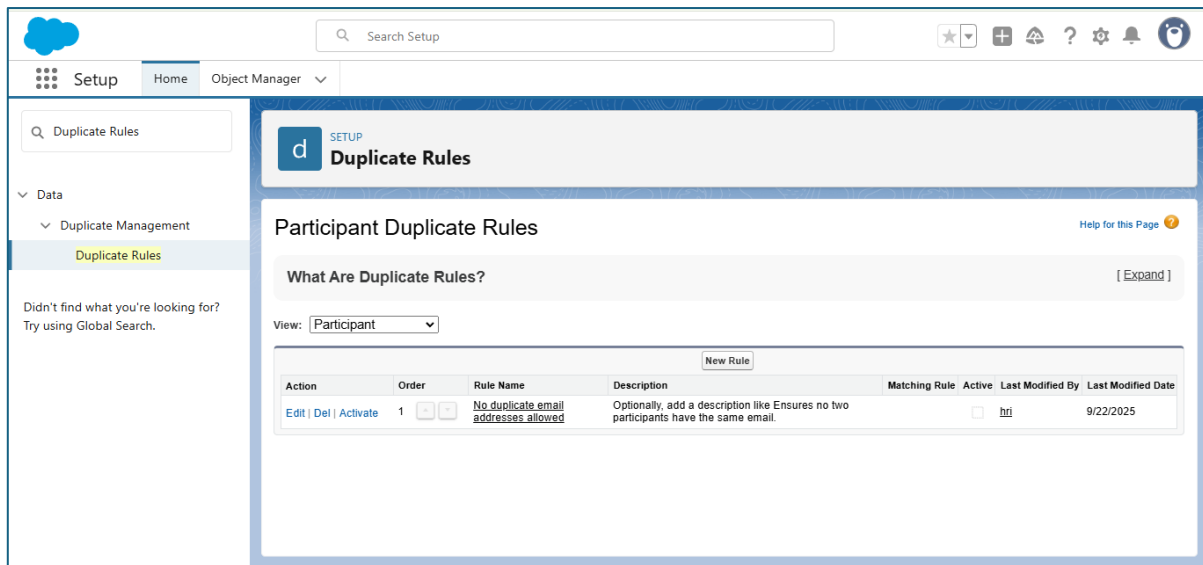 Search Setup
Setup
Home
Object Manager
Duplicate Rules
Data
Duplicate Management
Duplicate Rules
Didn't find what you're looking for?
Try using Global Search.
d
SETUP
Duplicate Rules
Participant Duplicate Rules
Help for this Page ?
What Are Duplicate Rules?
[ Expand ]
View: Participant
New Rule
Action Order Rule Name Description Matching Rule Active Last Modified By Last Modified Date
Edit | Del | Activate 1 No duplicate email addresses allowed Optionally, add a description like Ensures no two participants have the same email. hri 9/22/2025